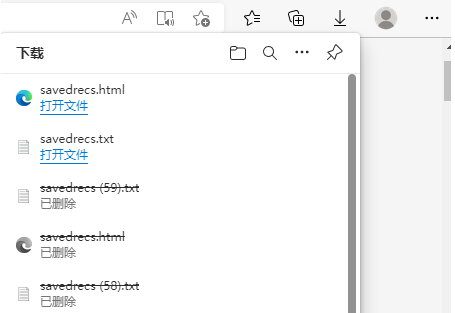 下载
savedrecs.html
打开文件
savedrecs.txt
打开文件
savedrecs (59).txt
已删除
savedrecs.html
已删除
savedrecs (58).txt
已删除